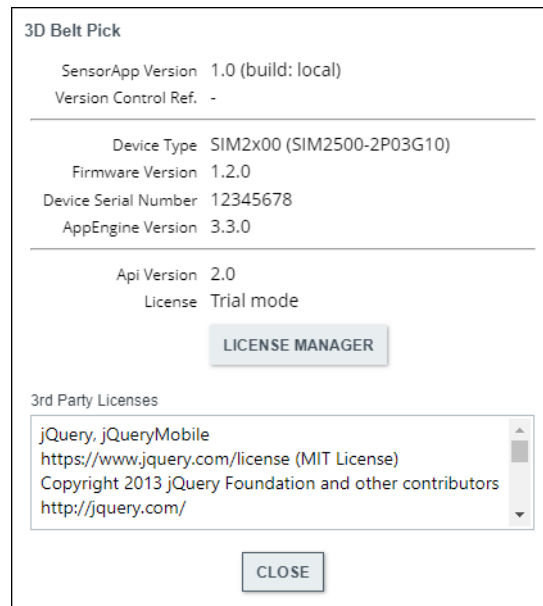 3D Belt Pick
SensorApp Version 1.0 (build: local)
Version Control Ref. -
Device Type SIM2x00 (SIM2500-2P03G10)
Firmware Version 1.2.0
Device Serial Number 12345678
AppEngine Version 3.3.0
Api Version 2.0
License Trial mode
LICENSE MANAGER
3rd Party Licenses
jQuery, jQueryMobile
https://www.jquery.com/license (MIT License)
Copyright 2013 jQuery Foundation and other contributors
http://jquery.com/
CLOSE